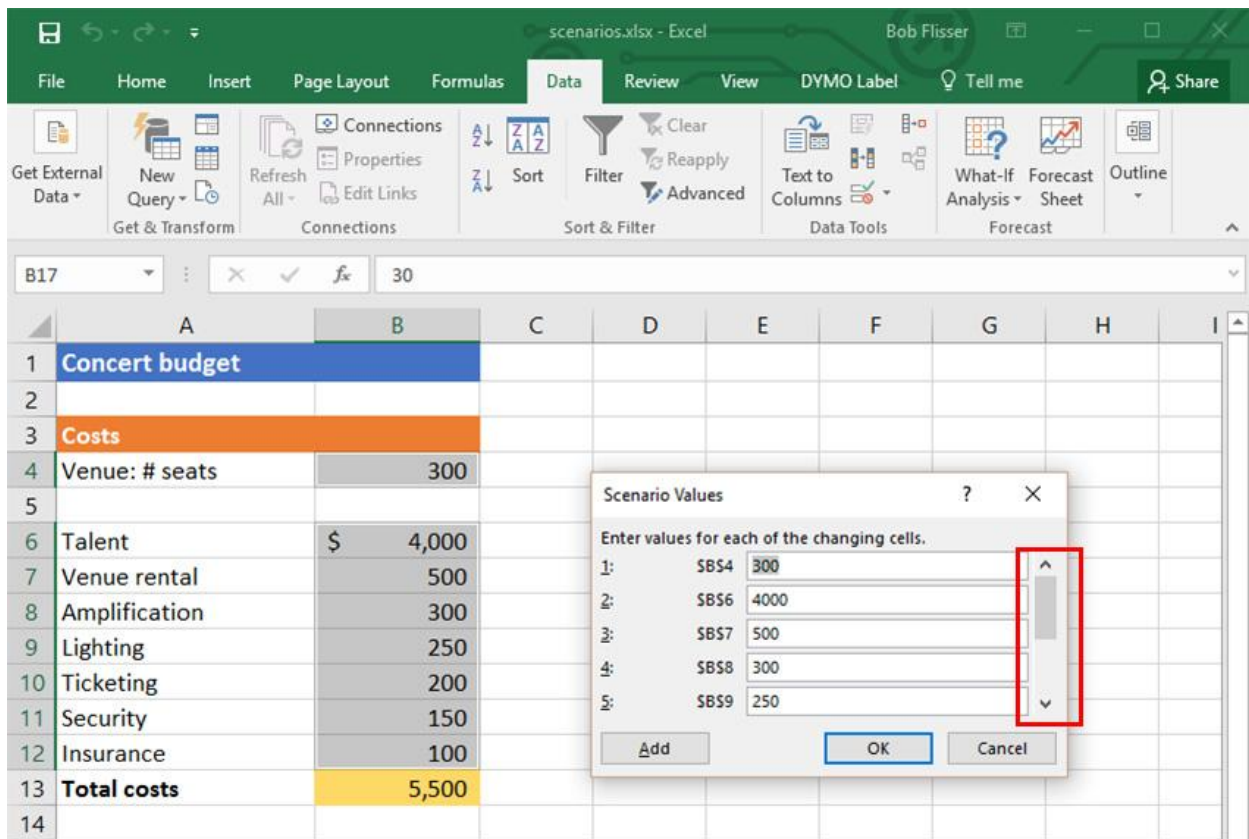 scenarios.xlsx - Excel Bob Flisser
File Home Insert Page Layout Formulas Data Review View DYMO Label Tell me Share
Get External Data
New Query
Get & Transform
Refresh All
Connections
Properties
Edit Links
Connections
A Z
Z A
Z A A Z
Sort
Filter
Clear
Reapply
Advanced
Sort & Filter
Text to Columns
Data Tools
What-If Analysis
Forecast Sheet
Forecast
Outline
B17 fx 30
A B C D E F G H I
1 Concert budget
2
3 Costs
4 Venue: # seats 300
5
6 Talent $ 4,000
7 Venue rental 500
8 Amplification 300
9 Lighting 250
10 Ticketing 200
11 Security 150
12 Insurance 100
13 Total costs 5,500
14
Scenario Values ?
Enter values for each of the changing cells.
1: $B$4 300
2: $B$6 4000
3: $B$7 500
4: $B$8 300
5: $B$9 250
Add OK Cancel